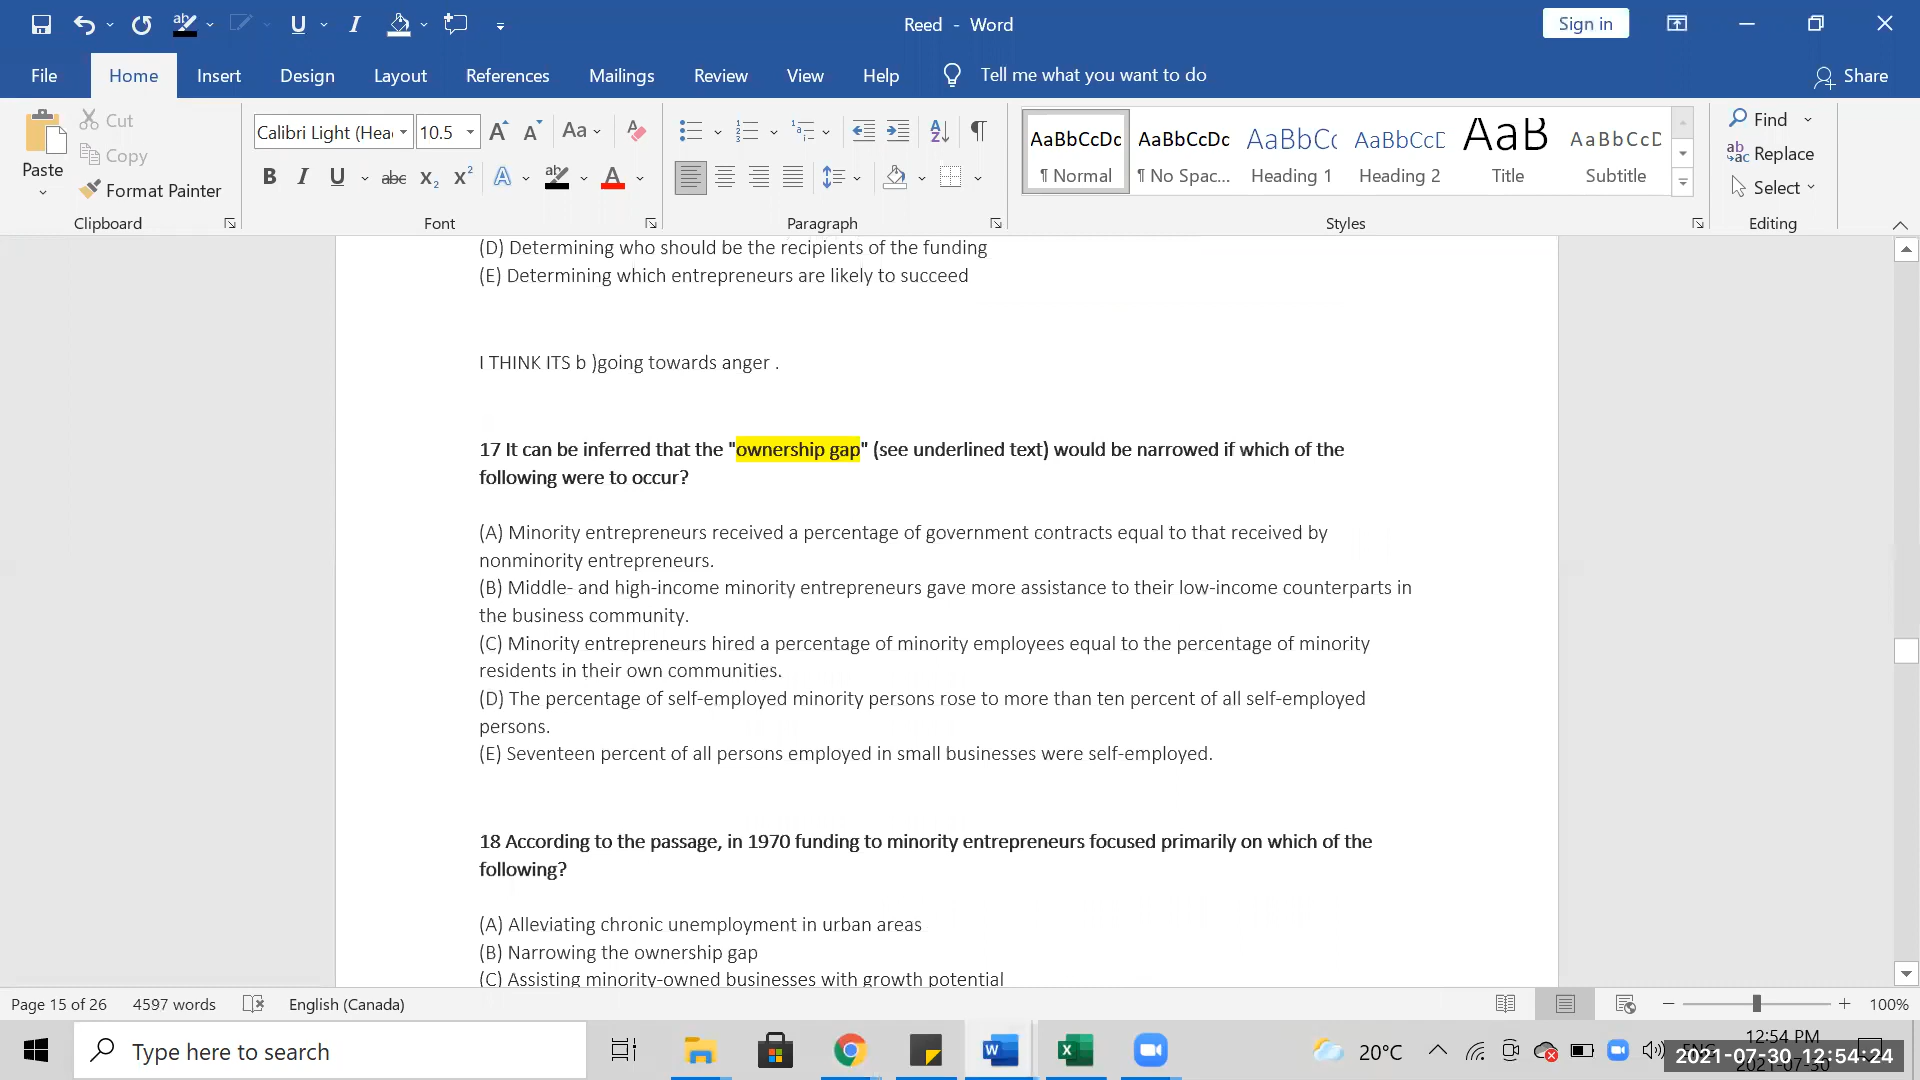 Reed - Word
Sign in
File Home Insert Design Layout References Mailings Review View Help Tell me what you want to do Share
Paste
Cut
Copy
Format Painter
Clipboard
Calibri Light (Hea
10.5
Font
Paragraph
AaBbCcDc AaBbCcDc AaBbCc AaBbCcD AaB AaBbCcD
¶ Normal ¶ No Spac... Heading 1 Heading 2 Title Subtitle
Styles
Find
Replace
Select
Editing
(D) Determining who should be the recipients of the funding
(E) Determining which entrepreneurs are likely to succeed
I THINK ITS b )going towards anger .
17 It can be inferred that the "ownership gap" (see underlined text) would be narrowed if which of the
following were to occur?
(A) Minority entrepreneurs received a percentage of government contracts equal to that received by
nonminority entrepreneurs.
(B) Middle- and high-income minority entrepreneurs gave more assistance to their low-income counterparts in
the business community.
(C) Minority entrepreneurs hired a percentage of minority employees equal to the percentage of minority
residents in their own communities.
(D) The percentage of self-employed minority persons rose to more than ten percent of all self-employed
persons.
(E) Seventeen percent of all persons employed in small businesses were self-employed.
18 According to the passage, in 1970 funding to minority entrepreneurs focused primarily on which of the
following?
(A) Alleviating chronic unemployment in urban areas
(B) Narrowing the ownership gap
(C) Assisting minority-owned businesses with growth potential
Page 15 of 26 4597 words English (Canada) 100%
Type here to search
20°C
12:54 PM
2021-07-30 12:54:24